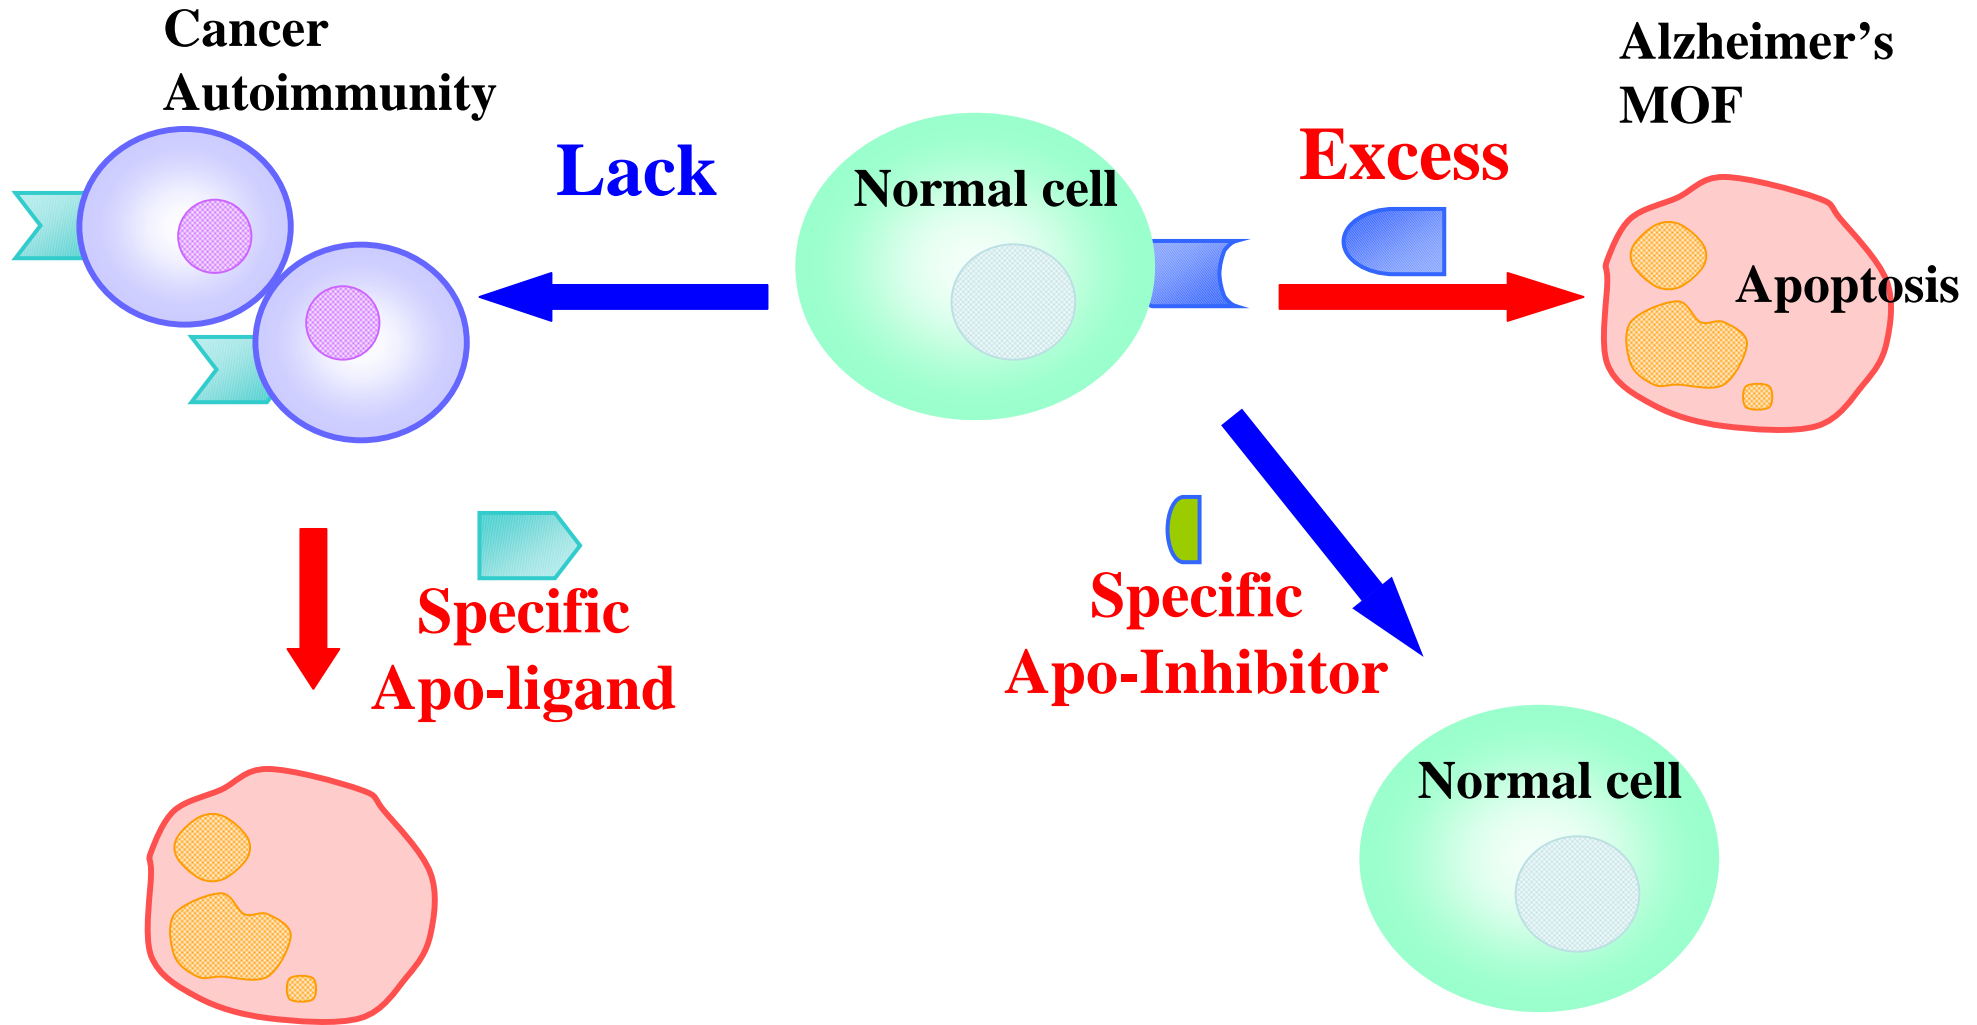 Cancer
Autoimmunity
Lack
Normal cell
Excess
Alzheimer’s
MOF
Apoptosis
Specific
Apo-ligand
Specific
Apo-Inhibitor
Normal cell